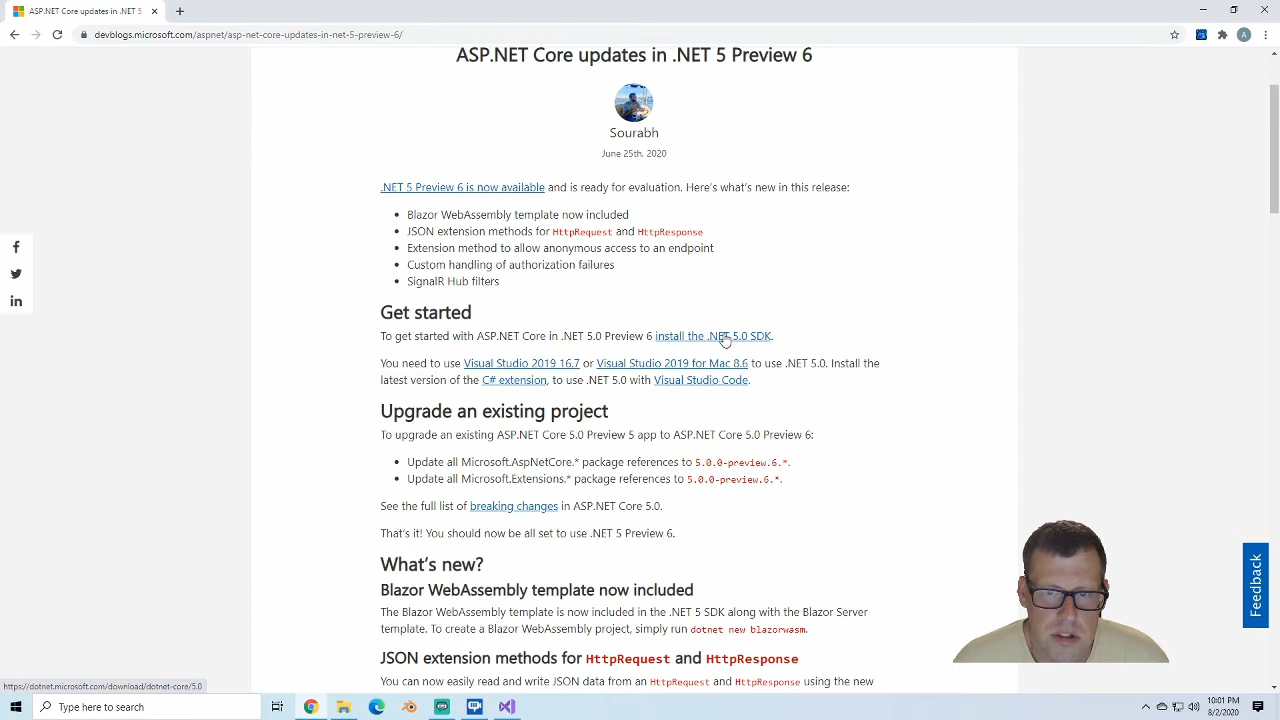 ASP.NET Core updates in .NET 5
devblogs.microsoft.com/aspnet/asp-net-core-updates-in-net-5-preview-6/
A
ASP.NET Core updates in .NET 5 Preview 6
Sourabh
June 25th, 2020
.NET 5 Preview 6 is now available and is ready for evaluation. Here's what's new in this release:
• Blazor WebAssembly template now included
• JSON extension methods for HttpRequest and HttpResponse
• Extension method to allow anonymous access to an endpoint
• Custom handling of authorization failures
• SignalR Hub filters
Get started
To get started with ASP.NET Core in .NET 5.0 Preview 6 install the .NET 5.0 SDK.
You need to use Visual Studio 2019 16.7 or Visual Studio 2019 for Mac 8.6 to use .NET 5.0. Install the
latest version of the C# extension, to use .NET 5.0 with Visual Studio Code.
Upgrade an existing project
To upgrade an existing ASP.NET Core 5.0 Preview 5 app to ASP.NET Core 5.0 Preview 6:
• Update all Microsoft.AspNetCore.* package references to 5.0.0-preview.6.*.
• Update all Microsoft.Extensions.* package references to 5.0.0-preview.6.*.
See the full list of breaking changes in ASP.NET Core 5.0.
That's it! You should now be all set to use .NET 5 Preview 6.
What's new?
Blazor WebAssembly template now included
The Blazor WebAssembly template is now included in the .NET 5 SDK along with the Blazor Server
template. To create a Blazor WebAssembly project, simply run dotnet new blazorwasm.
JSON extension methods for HttpRequest and HttpResponse
You can now easily read and write JSON data from an HttpRequest and HttpResponse using the new
Feedback
https://dotnet.microsoft.com/download/dotnet-core/5.0
Type here to search
10:01 PM
8/2/2020